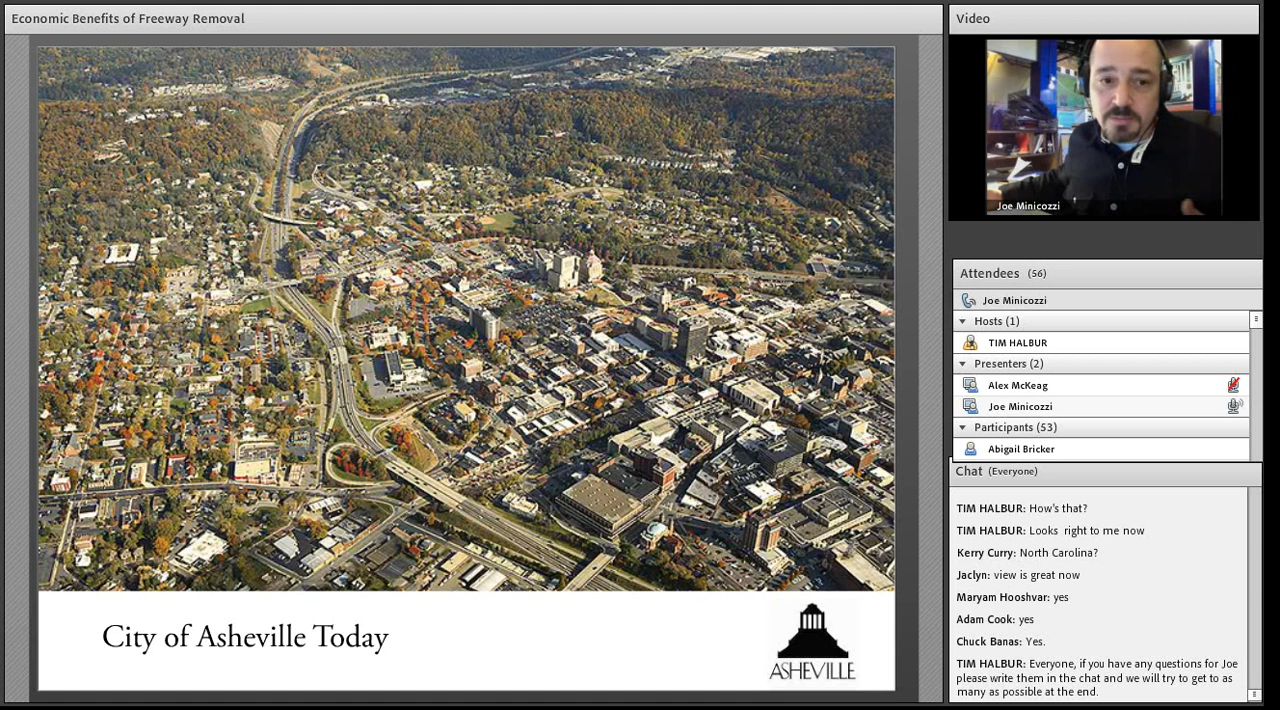 Economic Benefits of Freeway Removal
City of Asheville Today
ASHEVILLE
Video
Joe Minicozzi
Attendees (56)
Joe Minicozzi
Hosts (1)
TIM HALBUR
Presenters (2)
Alex McKeag
Joe Minicozzi
Participants (53)
Abigail Bricker
Chat (Everyone)
TIM HALBUR: How's that?
TIM HALBUR: Looks right to me now
Kerry Curry: North Carolina?
Jaclyn: view is great now
Maryam Hooshvar: yes
Adam Cook: yes
Chuck Banas: Yes.
TIM HALBUR: Everyone, if you have any questions for Joe
please write them in the chat and we will try to get to as
many as possible at the end.